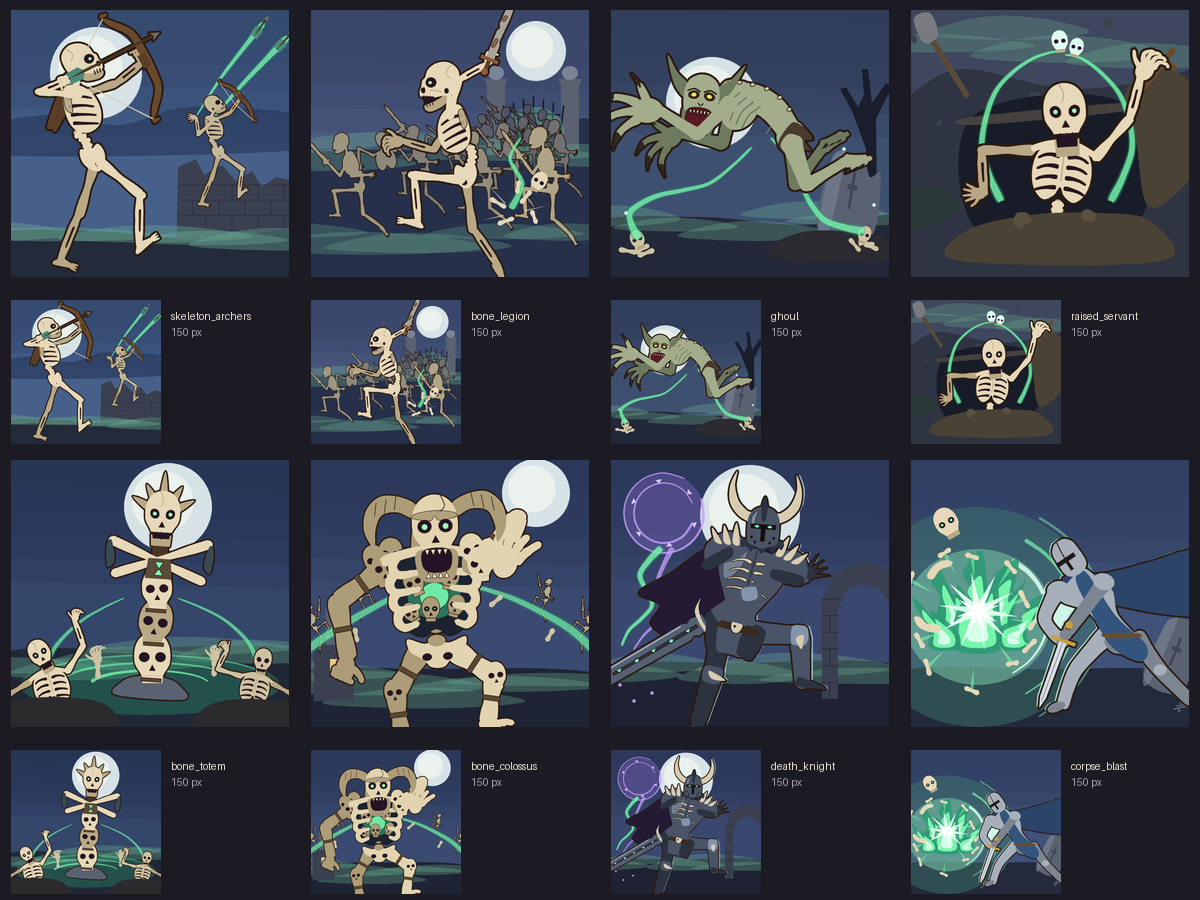 skeleton_archers
150 px
bone_legion
150 px
ghoul
150 px
raised_servant
150 px
bone_totem
150 px
bone_colossus
150 px
death_knight
150 px
corpse_blast
150 px